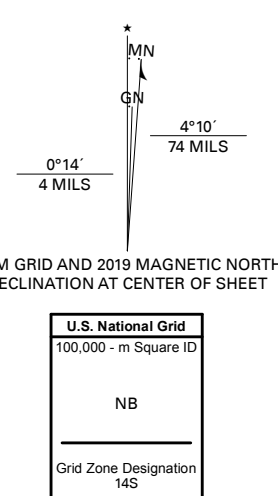 ★
MN
GN
4°10´
74 MILS
0°14´
4 MILS
M GRID AND 2019 MAGNETIC NORTH
ECLINATION AT CENTER OF SHEET
U.S. National Grid
100,000 - m Square ID
NB
Grid Zone Designation
14S